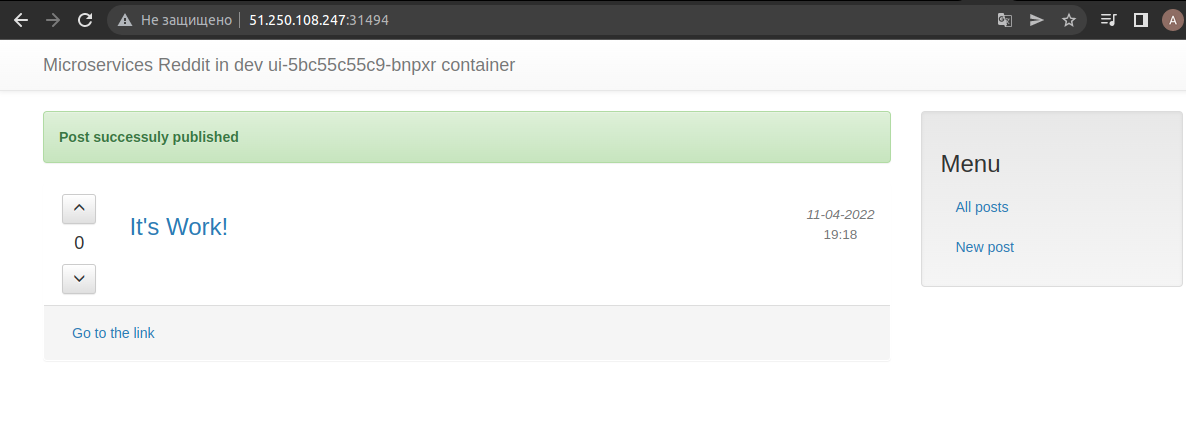 Не защищено 51.250.108.247:31494
A
Microservices Reddit in dev ui-5bc55c55c9-bnpxr container
Post successuly published
Menu
All posts
New post
It's Work!
11-04-2022
19:18
0
Go to the link